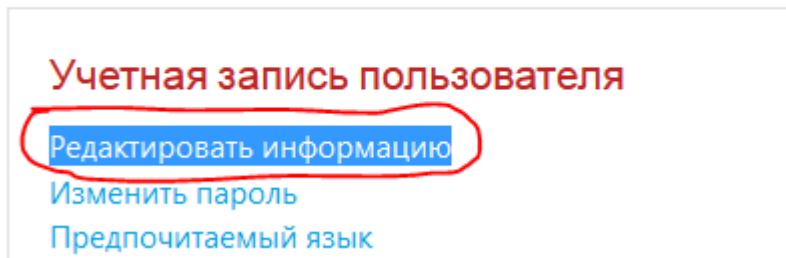 Учетная запись пользователя
Редактировать информацию
Изменить пароль
Предпочитаемый язык